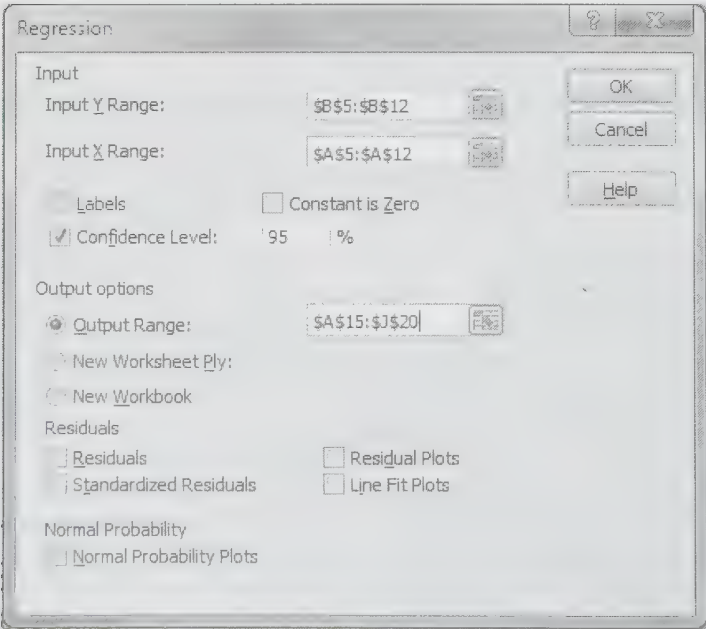 Regression
Input
Input Y Range: $B$5:$B$12
Input X Range: $A$5:$A$12
Labels
Constant is Zero
Confidence Level: 95 %
Output options
Output Range: $A$15:$J$20
New Worksheet Ply:
New Workbook
Residuals
Residuals
Residual Plots
Standardized Residuals
Line Fit Plots
Normal Probability
Normal Probability Plots
OK
Cancel
Help